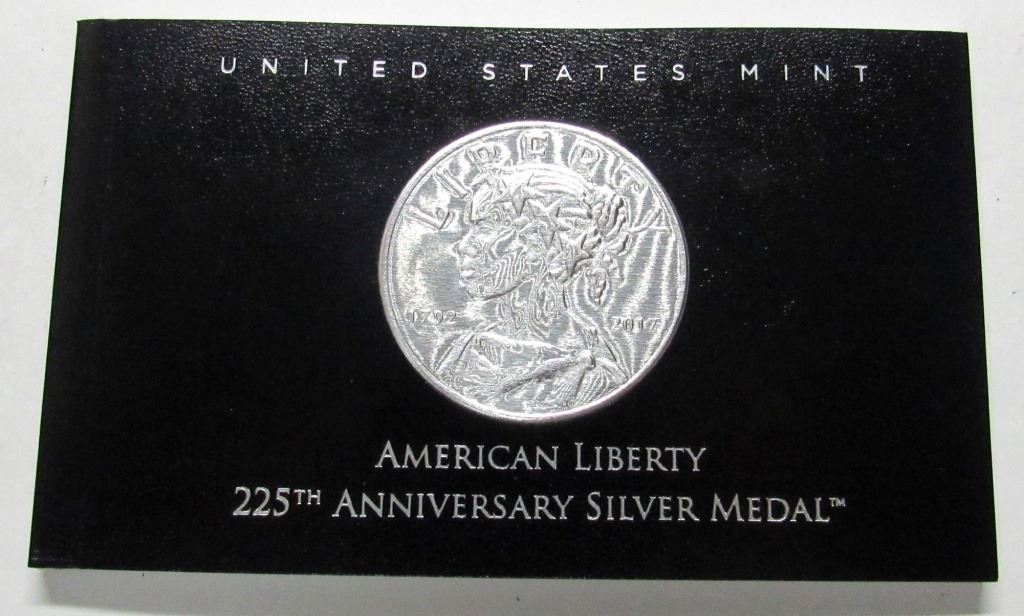 UNITED STATES MINT
LIBERTY
1792 2017
AMERICAN LIBERTY
225TH ANNIVERSARY SILVER MEDAL™